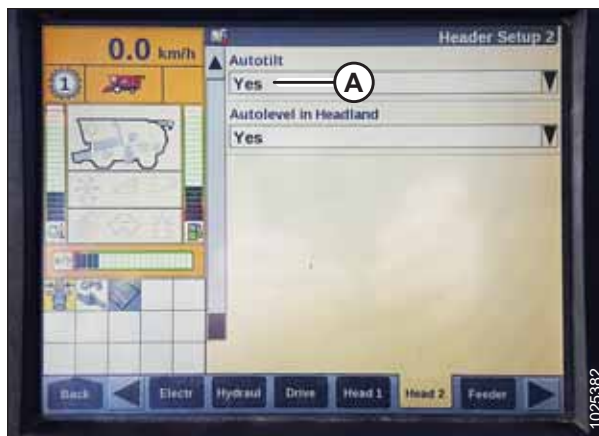 0.0 km/h
Header Setup 2
Autotilt
1
Yes
A
Autolevel in Headland
Yes
Back
Electr
Hydraul
Drive
Head 1
Head 2
Feeder
1025382